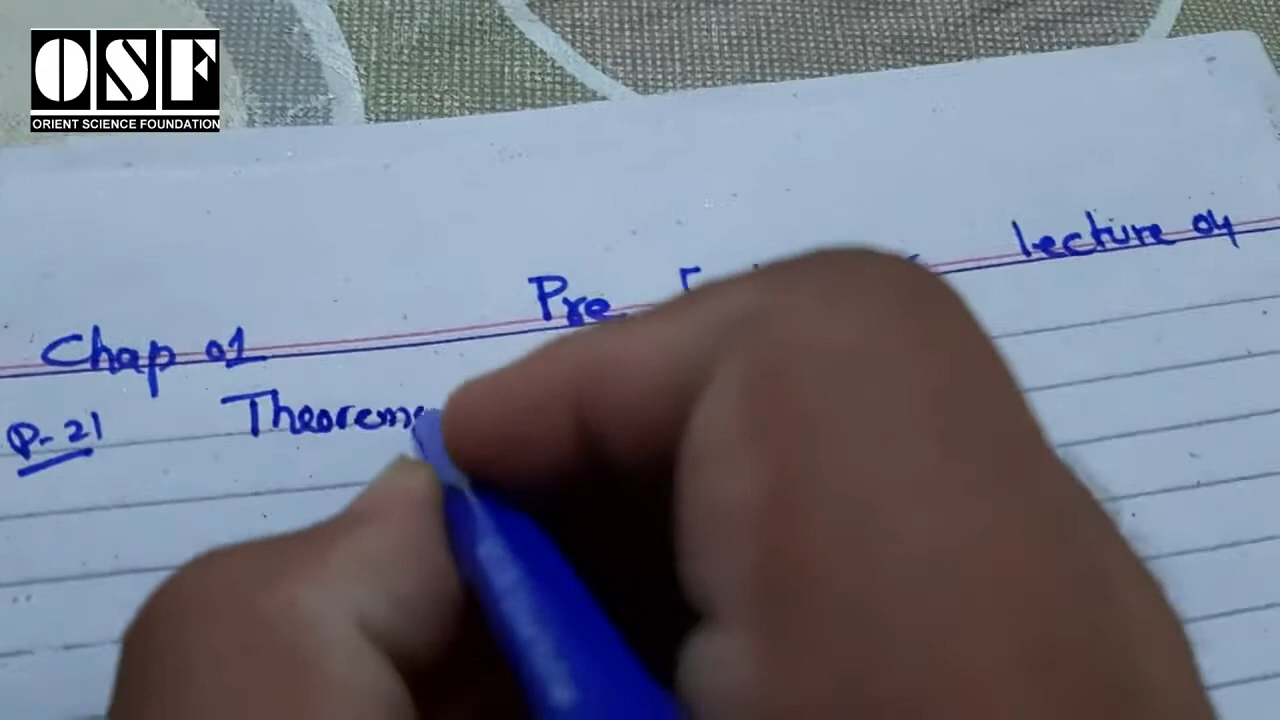 OSF
ORIENT SCIENCE FOUNDATION
lecture 04
Pre
Chap 01
P-21 Theorem